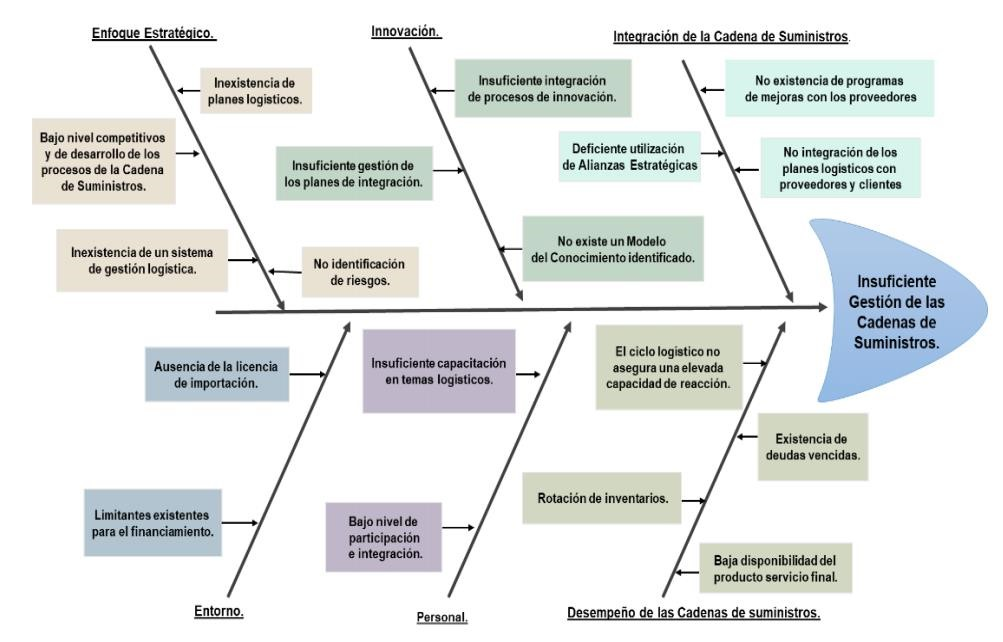 Enfoque Estratégico.
Innovación.
Integración de la Cadena de Suministros.
Inexistencia de
planes logísticos.
Bajo nivel competitivos
y de desarrollo de los
procesos de la Cadena
de Suministros.
Inexistencia de un sistema
de gestión logística.
No identificación
de riesgos.
Insuficiente integración
de procesos de innovación.
Insuficiente gestión de
los planes de integración.
No existe un Modelo
del Conocimiento identificado.
No existencia de programas
de mejoras con los proveedores
Deficiente utilización
de Alianzas Estratégicas
No integración de los
planes logísticos con
proveedores y clientes
Insuficiente
Gestión de las
Cadenas de
Suministros.
Ausencia de la licencia
de importación.
Limitantes existentes
para el financiamiento.
Insuficiente capacitación
en temas logísticos.
Bajo nivel de
participación
e integración.
El ciclo logístico no
asegura una elevada
capacidad de reacción.
Existencia de
deudas vencidas.
Rotación de inventarios.
Baja disponibilidad del
producto servicio final.
Entorno.
Personal.
Desempeño de las Cadenas de suministros.